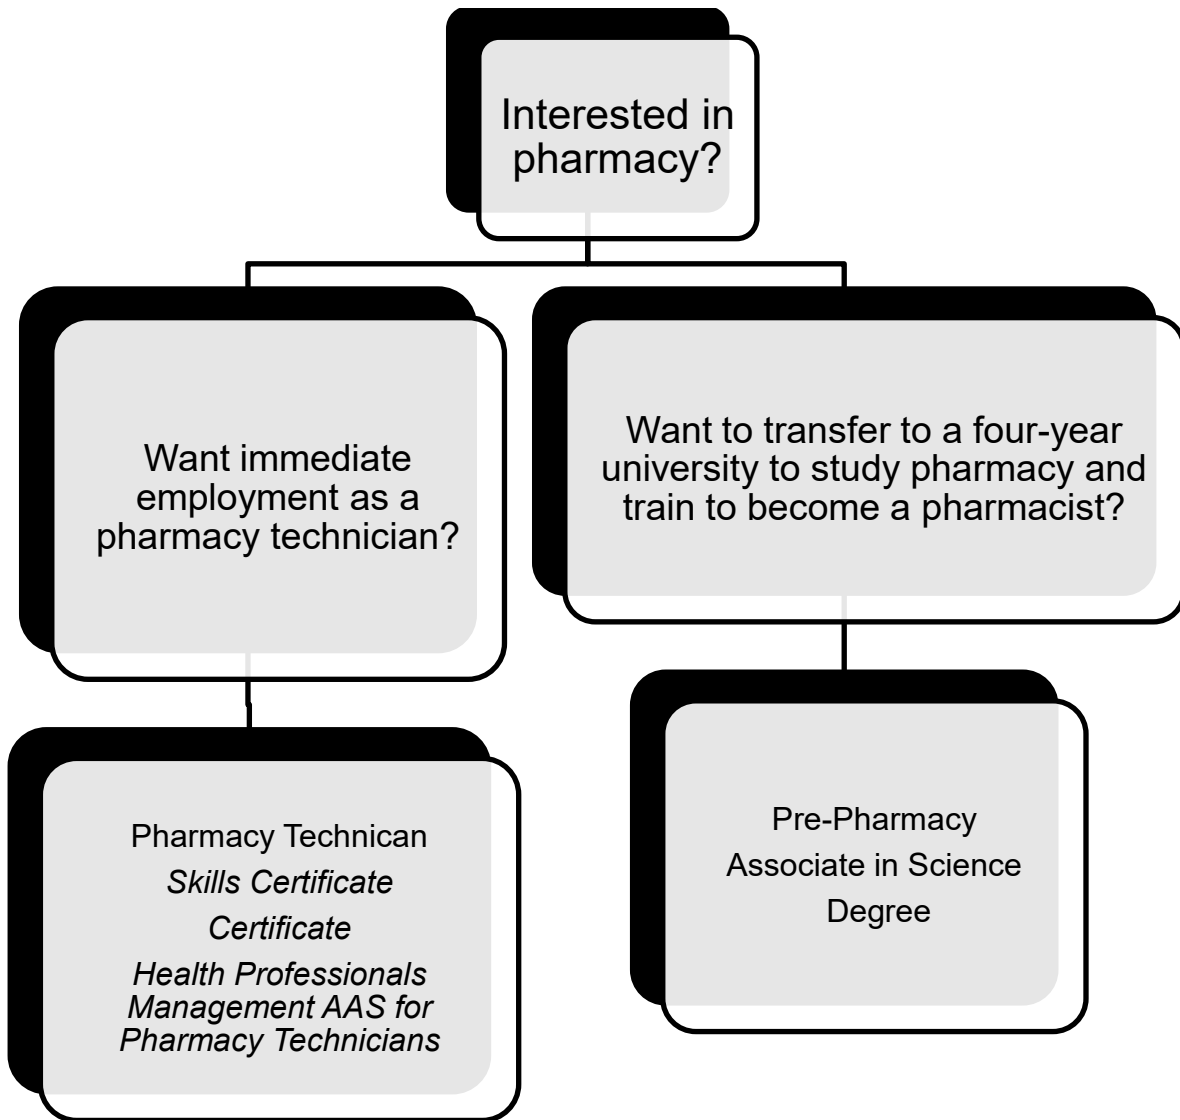 Interested in
pharmacy?
Want immediate
employment as a
pharmacy technician?
Want to transfer to a four-year
university to study pharmacy and
train to become a pharmacist?
Pharmacy Technican
Skills Certificate
Certificate
Health Professionals
Management AAS for
Pharmacy Technicians
Pre-Pharmacy
Associate in Science
Degree